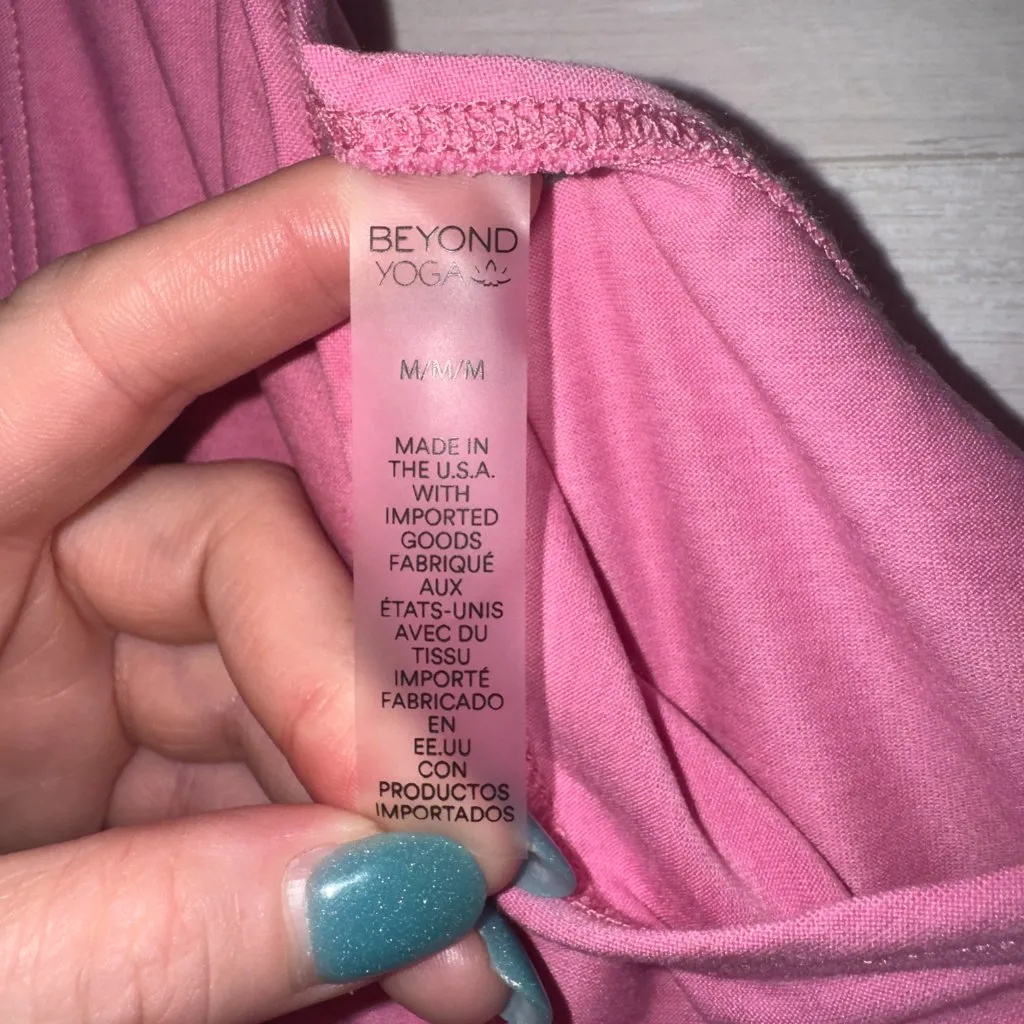 BEYOND
YOGA
M/M/M
MADE IN
THE U.S.A.
WITH
IMPORTED
GOODS
FABRIQUÉ
AUX
ÉTATS-UNIS
AVEC DU
TISSU
IMPORTÉ
FABRICADO
EN
EE.UU
CON
PRODUCTOS
IMPORTADOS